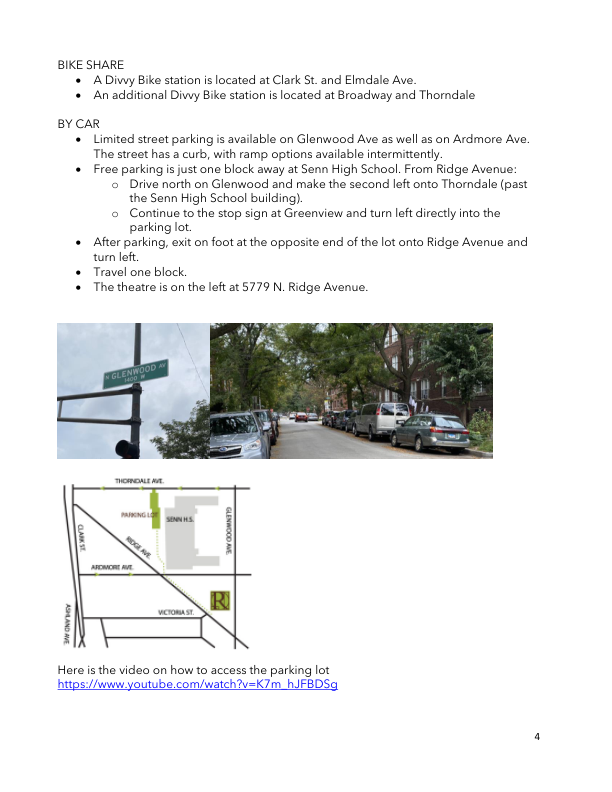 BIKE SHARE
• A Divvy Bike station is located at Clark St. and Elmdale Ave.
• An additional Divvy Bike station is located at Broadway and Thorndale
BY CAR
• Limited street parking is available on Glenwood Ave as well as on Ardmore Ave.
The street has a curb, with ramp options available intermittently.
• Free parking is just one block away at Senn High School. From Ridge Avenue:
o Drive north on Glenwood and make the second left onto Thorndale (past
the Senn High School building).
o Continue to the stop sign at Greenview and turn left directly into the
parking lot.
• After parking, exit on foot at the opposite end of the lot onto Ridge Avenue and
turn left.
• Travel one block.
• The theatre is on the left at 5779 N. Ridge Avenue.
N GLENWOOD AV
1400 W
THORNDALE AVE.
PARKING LOT
SENN H.S.
CLARK ST.
RIDGE AVE.
GLENWOOD AVE.
ARDMORE AVE.
R
ASHLAND AVE.
VICTORIA ST.
Here is the video on how to access the parking lot
https://www.youtube.com/watch?v=K7m_hJFBDSg
4